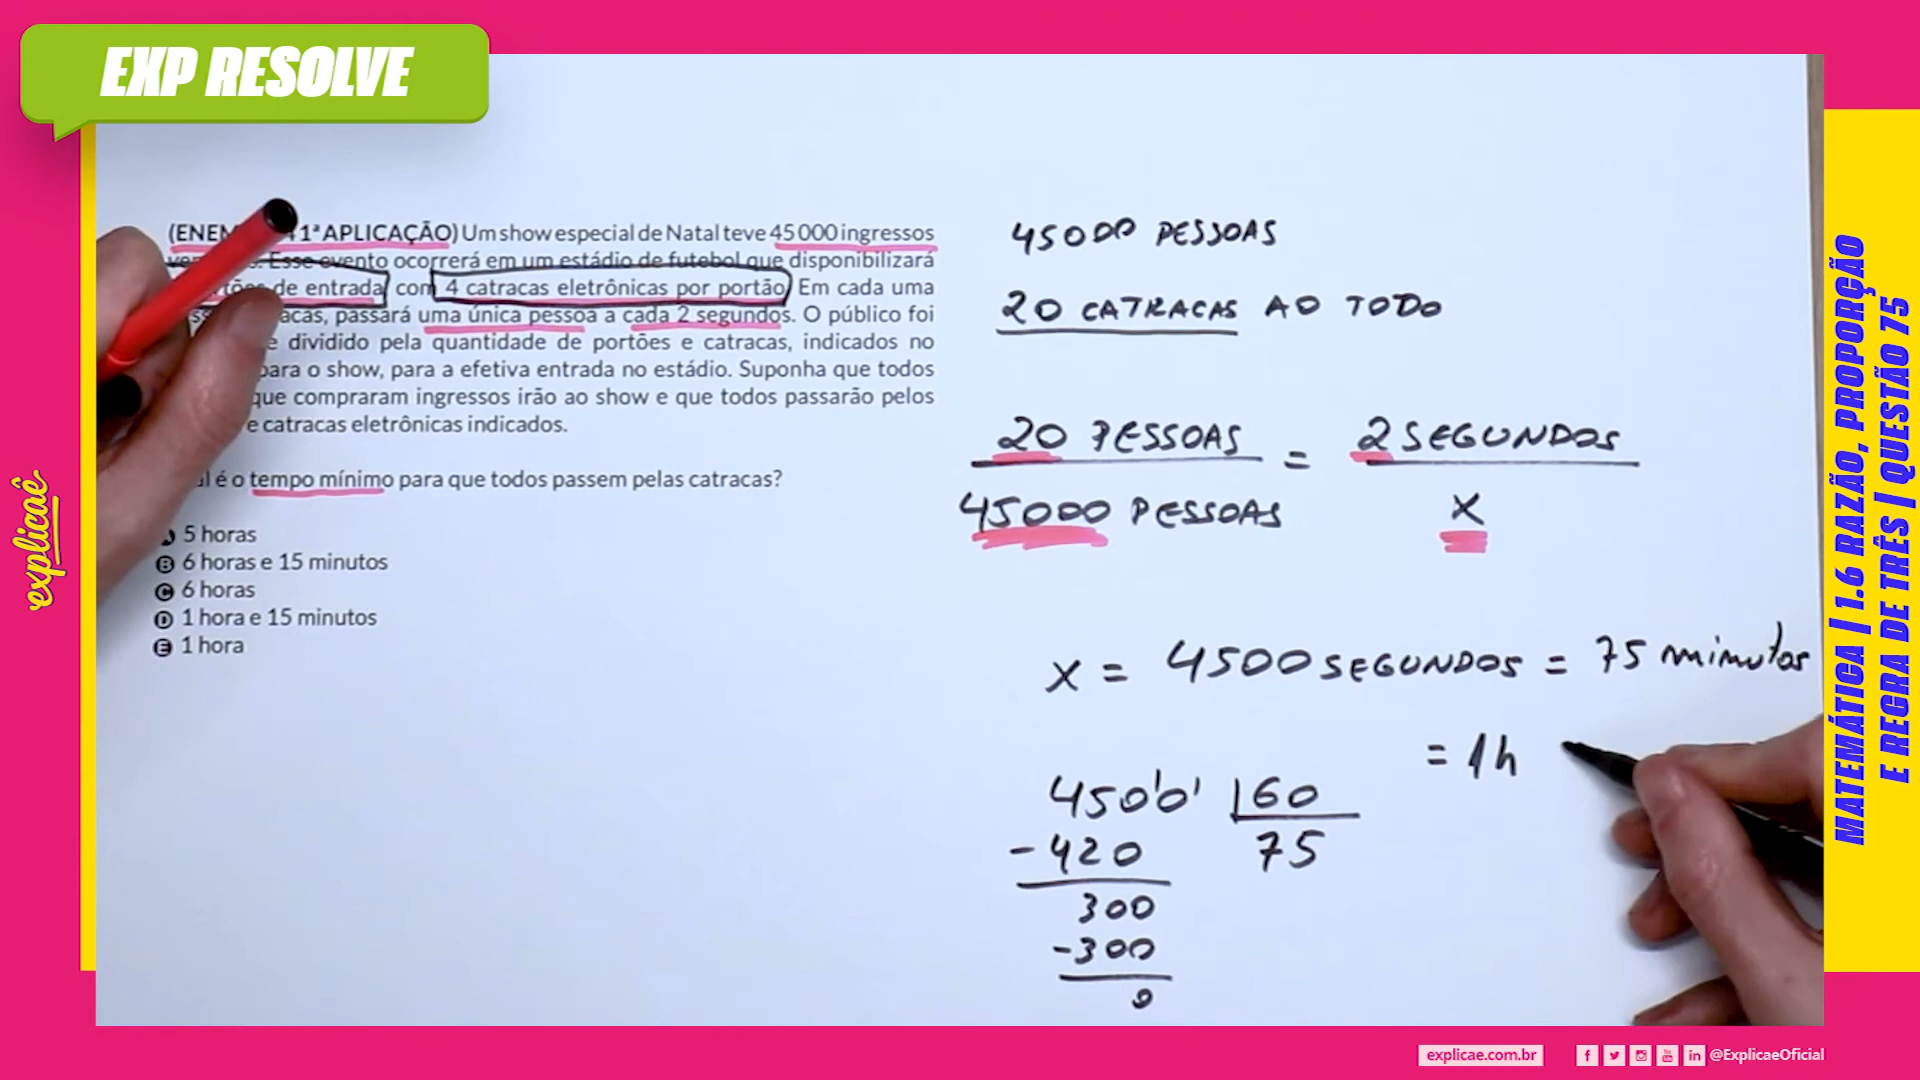 EXP RESOLVE
(ENEM 1ª APLICAÇÃO) Um show especial de Natal teve 45 000 ingressos
Esse evento ocorrerá em um estádio de futebol que disponibilizará
de entrada com 4 catracas eletrônicas por portão. Em cada uma
uma única pessoa a cada 2 segundos. O público foi
passará
dividido pela quantidade de portões e catracas, indicados no
para o show, para a efetiva entrada no estádio. Suponha que todos
que compraram ingressos irão ao show e que todos passarão pelos
e catracas eletrônicas indicados.
é o tempo mínimo para que todos passem pelas catracas?
5 horas
B 6 horas e 15 minutos
C 6 horas
D 1 hora e 15 minutos
E 1 hora
45000 PESSOAS
20 CATRACAS AO TODO
20 PESSOAS = 2 SEGUNDOS
45000 PESSOAS X
X = 4500 SEGUNDOS = 75 minutos
= 1h
4500 60
-420 75
300
-300
0
explicaê
MATEMÁTICA | 1.6 RAZÃO, PROPORÇÃO
E REGRA DE TRÊS | QUESTÃO 75
explicae.com.br
@ExplicaeOficial